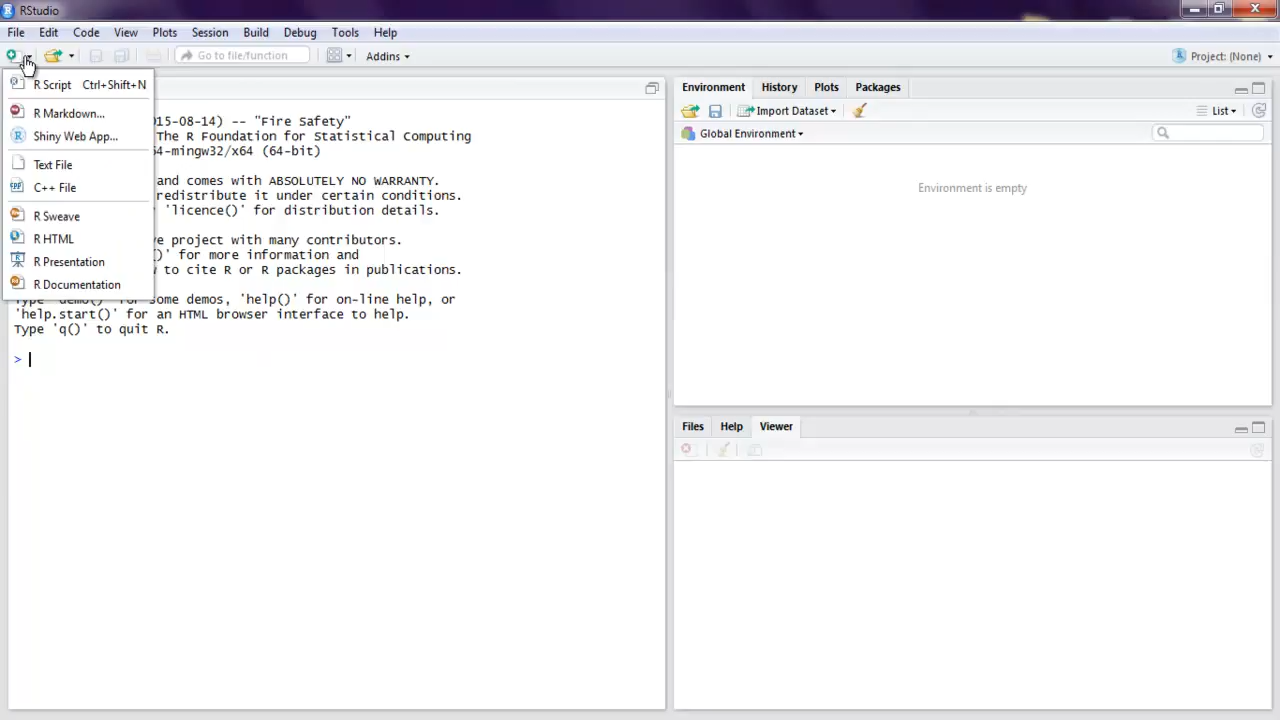 RStudio
File Edit Code View Plots Session Build Debug Tools Help
Go to file/function Addins Project: (None)
R Script Ctrl+Shift+N
R Markdown...
Shiny Web App...
Text File
C++ File
R Sweave
R HTML
R Presentation
R Documentation
015-08-14) -- "Fire Safety"
The R Foundation for Statistical Computing
64-mingw32/x64 (64-bit)
and comes with ABSOLUTELY NO WARRANTY.
redistribute it under certain conditions.
'licence()' for distribution details.
ve project with many contributors.
()' for more information and
w to cite R or R packages in publications.
Type 'demo()' for some demos, 'help()' for on-line help, or
'help.start()' for an HTML browser interface to help.
Type 'q()' to quit R.
>
Environment History Plots Packages
Import Dataset List
Global Environment
Environment is empty
Files Help Viewer